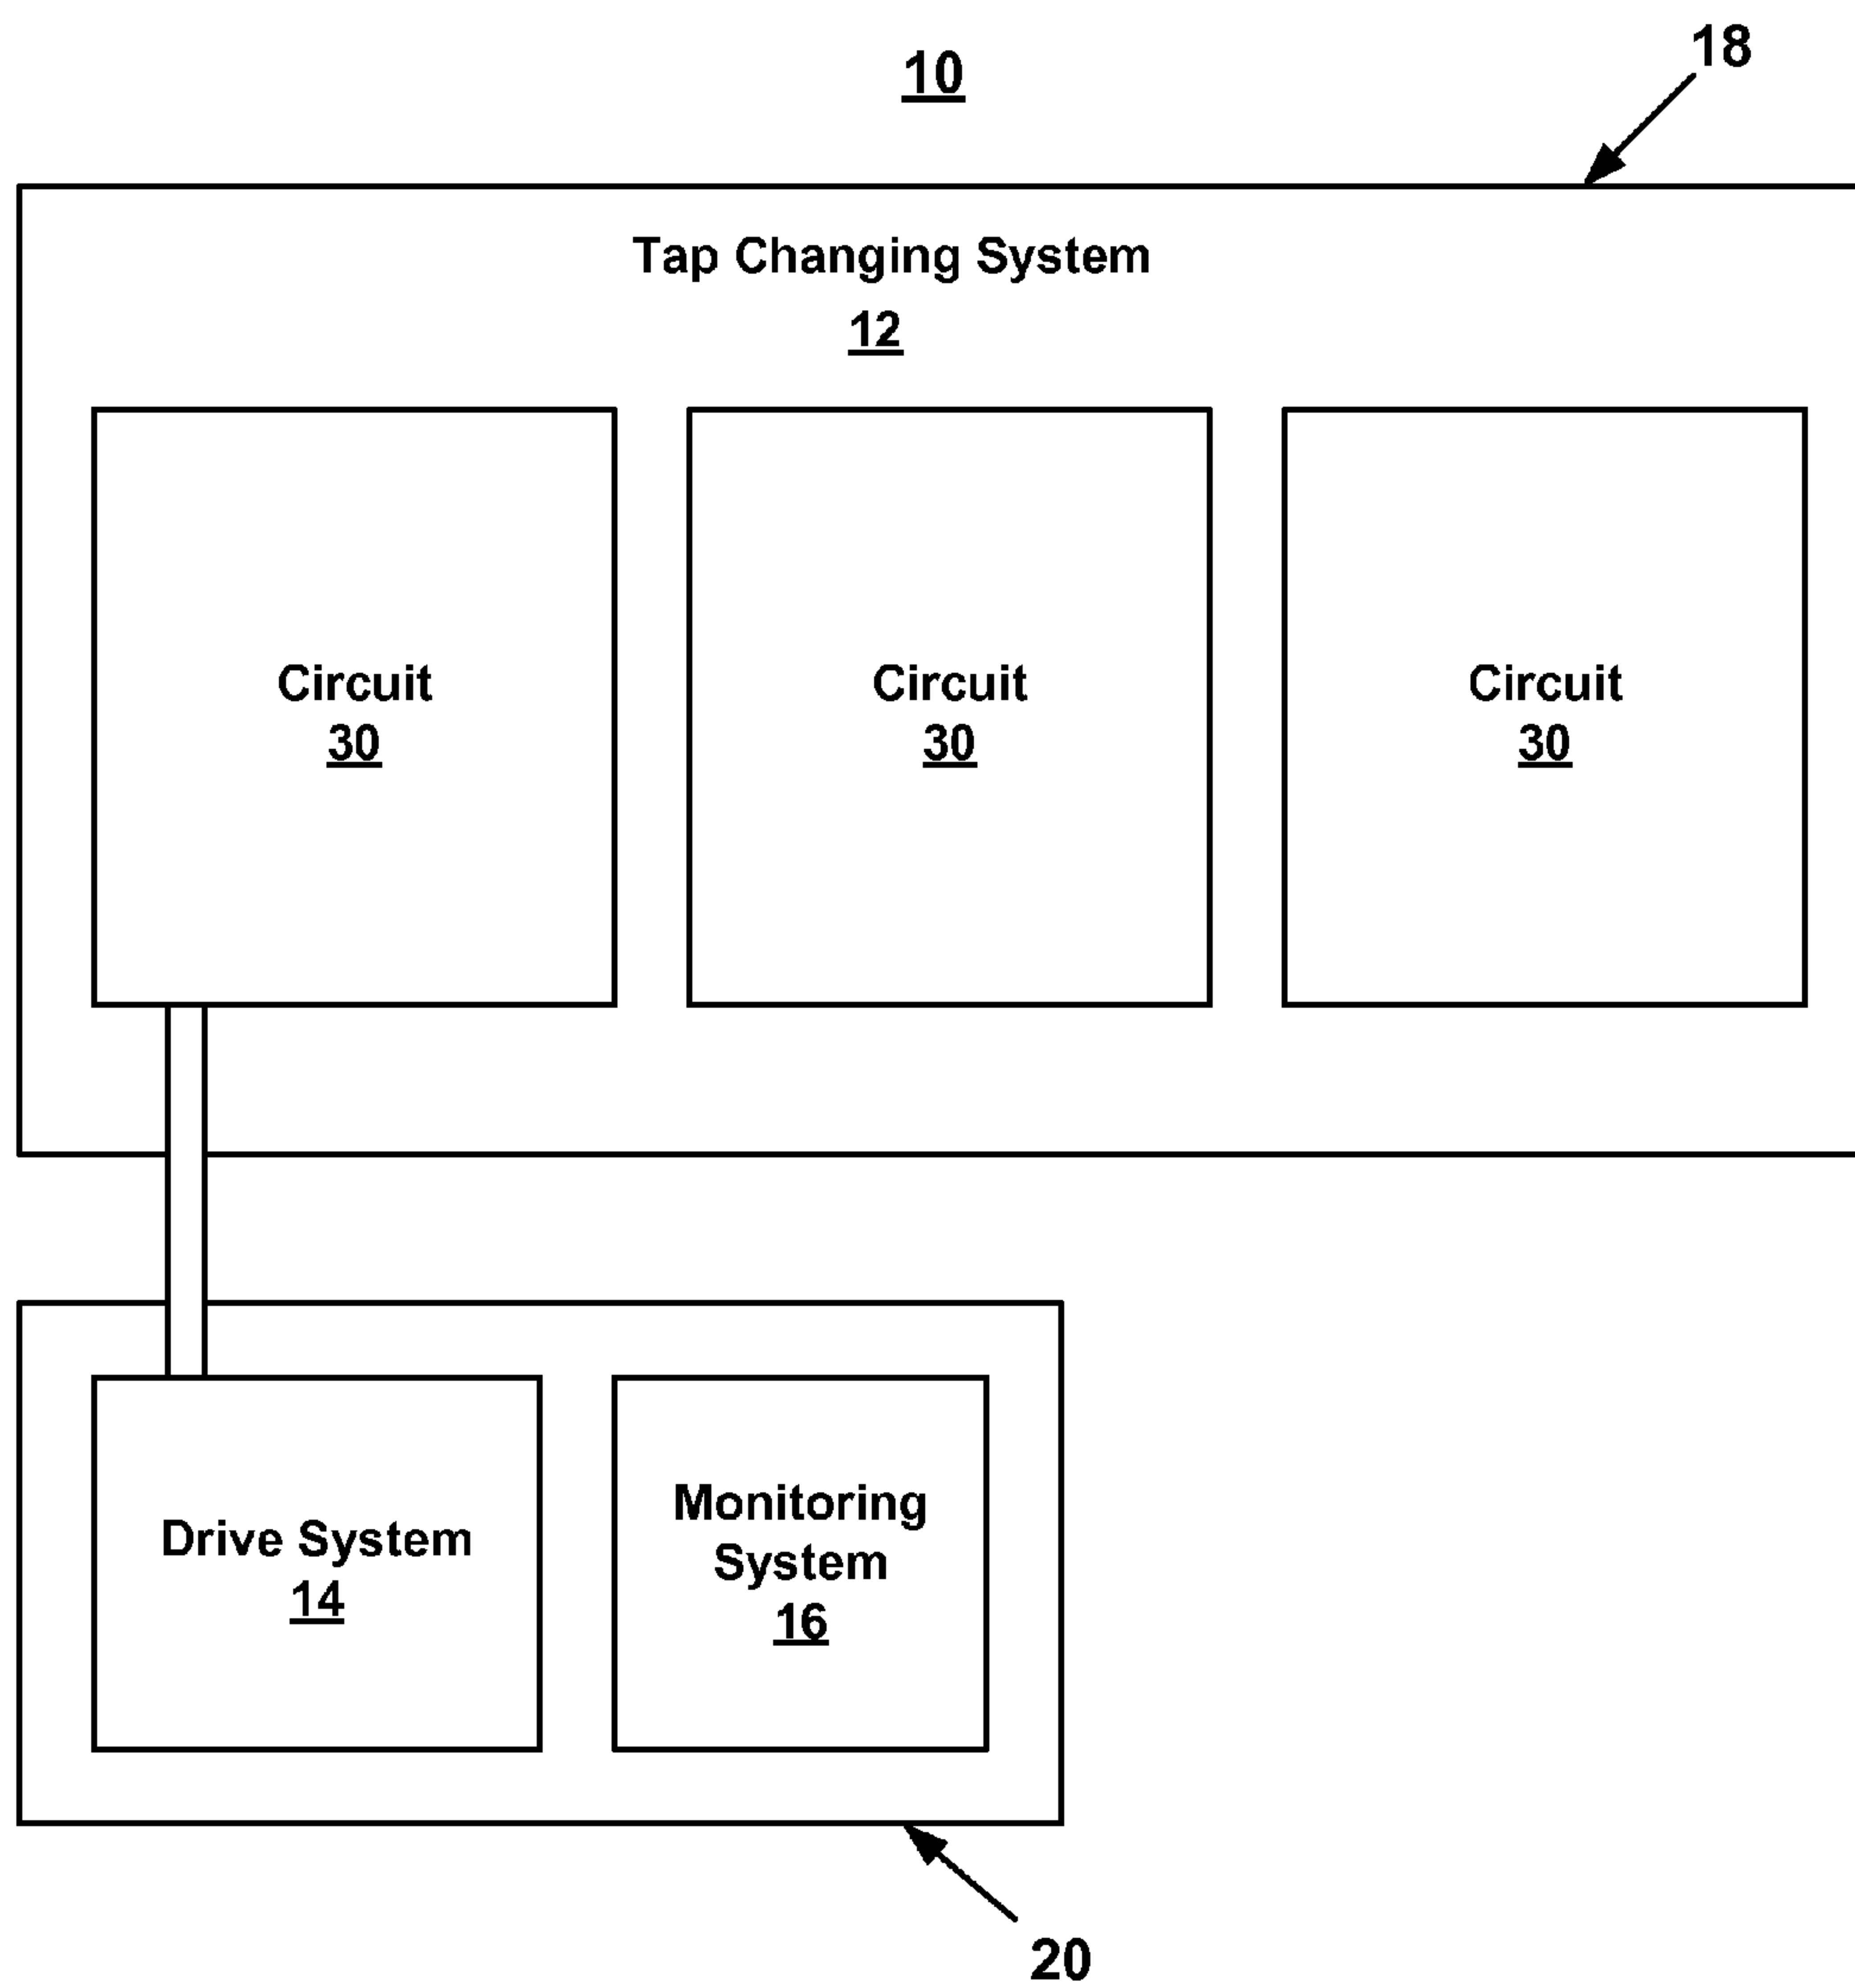 10
18
Tap Changing System
12
Circuit
30
Circuit
30
Circuit
30
Drive System
14
Monitoring
System
16
20